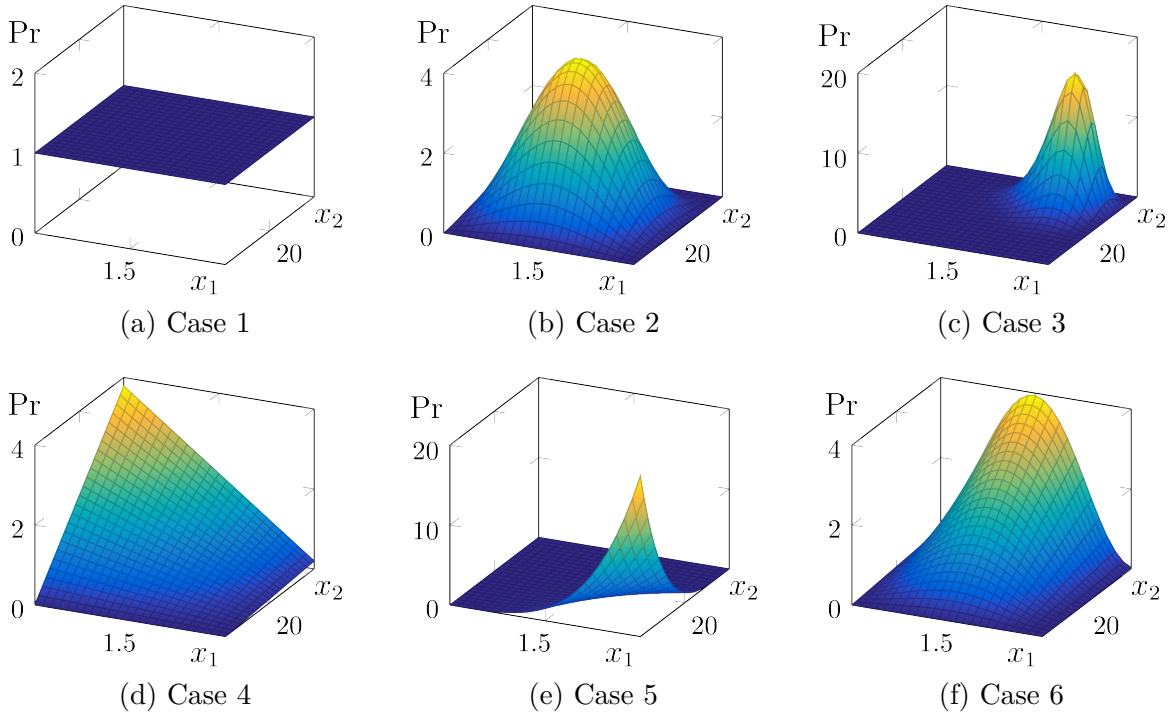 Pr
2
1
0
1.5
x₁
20
x₂
(a) Case 1
Pr
4
2
0
1.5
x₁
20
x₂
(b) Case 2
Pr
20
10
0
1.5
x₁
20
x₂
(c) Case 3
Pr
4
2
0
1.5
x₁
20
x₂
(d) Case 4
Pr
20
10
0
1.5
x₁
20
x₂
(e) Case 5
Pr
4
2
0
1.5
x₁
20
x₂
(f) Case 6